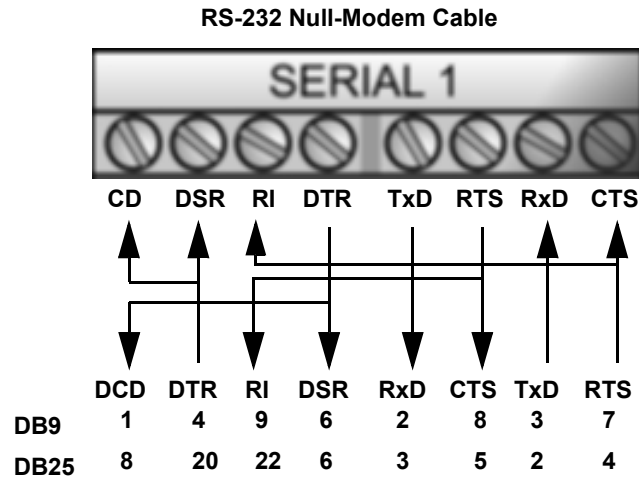 RS-232 Null-Modem Cable
SERIAL 1
CD DSR RI DTR TxD RTS RxD CTS
DCD DTR RI DSR RxD CTS TxD RTS
DB9 1 4 9 6 2 8 3 7
DB25 8 20 22 6 3 5 2 4